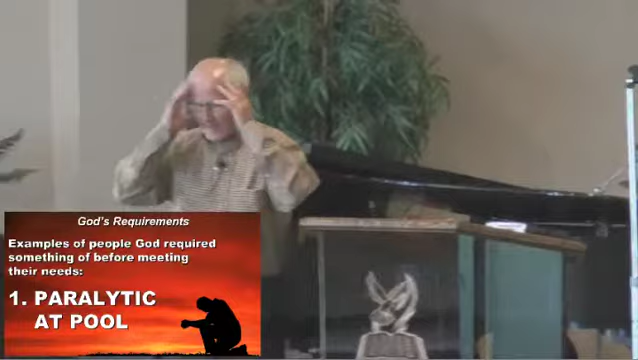 God's Requirements
Examples of people God required
something of before meeting
their needs:
1. PARALYTIC
AT POOL